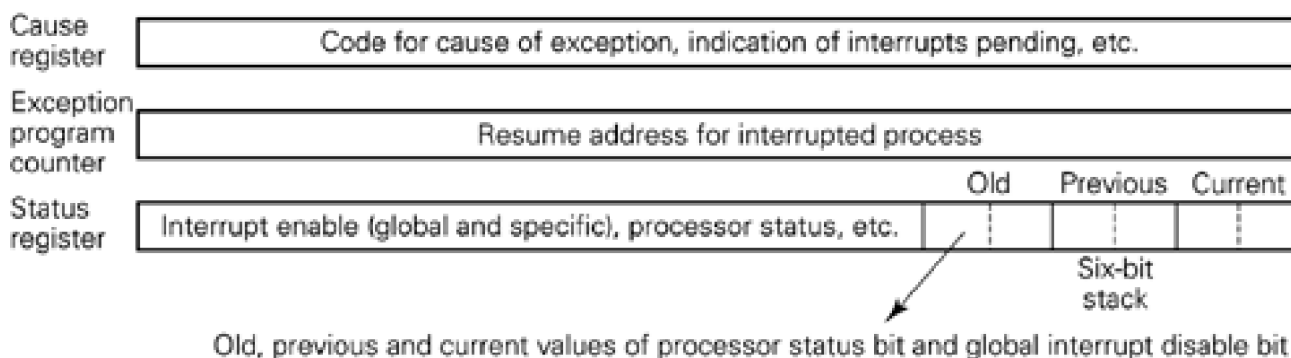 Cause
register
Code for cause of exception, indication of interrupts pending, etc.
Exception
program
counter
Resume address for interrupted process
Old Previous Current
Status
register
Interrupt enable (global and specific), processor status, etc.
Six-bit
stack
Old, previous and current values of processor status bit and global interrupt disable bit